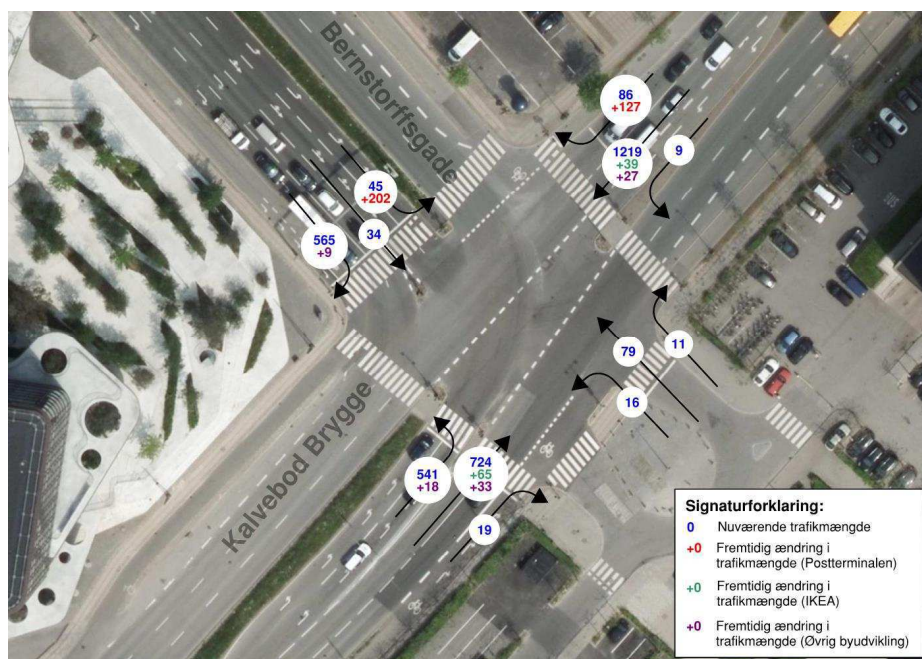 Bernstorffsgade
86
+127
1219
+39
+27
9
45
+202
34
565
+9
79
11
16
Kalvebod Brygge
541
+18
724
+65
+33
19
Signaturforklaring:
0 Nuværende trafikmængde
+0 Fremtidig ændring i
trafikmængde (Postterminalen)
+0 Fremtidig ændring i
trafikmængde (IKEA)
+0 Fremtidig ændring i
trafikmængde (Øvrig byudvikling)